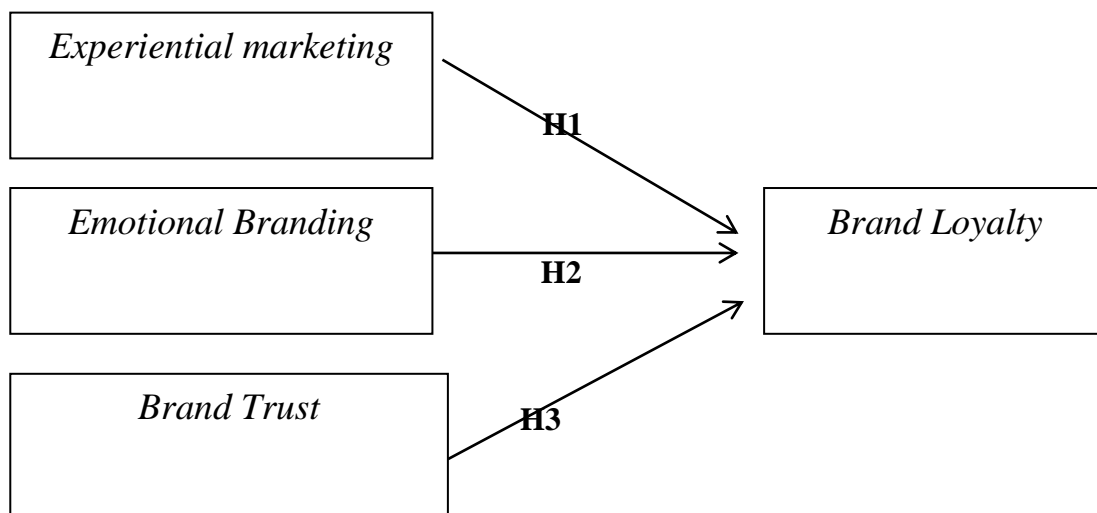 Experiential marketing
H1
Emotional Branding
Brand Loyalty
H2
Brand Trust
H3